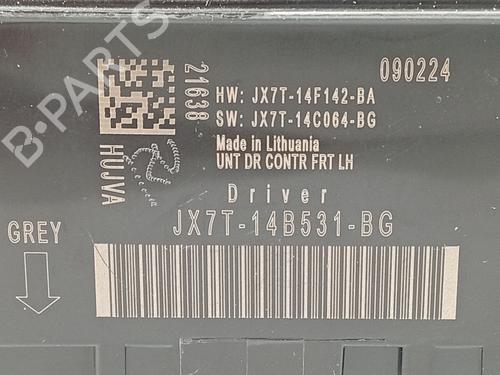 B-PARTS
21638
090224
HW: JX7T-14F142-BA
SW: JX7T-14C064-BG
Made in Lithuania
UNT DR CONTR FRT LH
HUJVA
Driver
JX7T-14B531-BG
GREY